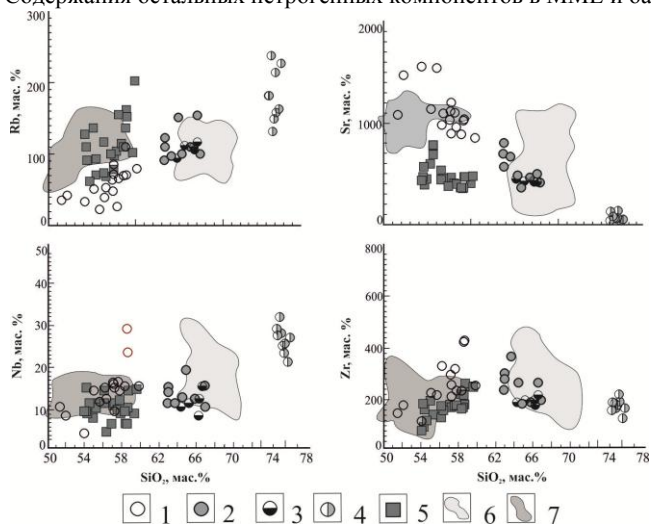 Содержания остальных петрогенных компонентов в ММЕ и ба
300
200
100
0
Rb, мас. %
2000
1000
0
Sr, мас. %
50
40
30
20
10
0
Nb, мас. %
800
600
400
200
0
Zr, мас. %
50 54 58 62 66 70 74 78
SiO₂, мас.%
50 54 58 62 66 70 74 78
SiO₂, мас.%
1 2 3 4 5 6 7